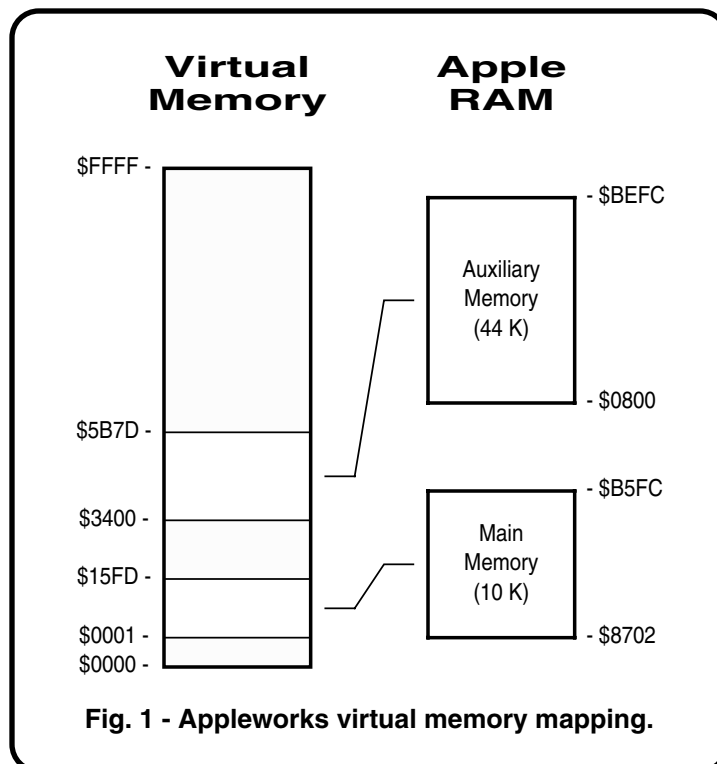 Virtual
Memory
Apple
RAM
$FFFF -
- $BEFC
Auxiliary
Memory
(44 K)
- $0800
$5B7D -
- $B5FC
$3400 -
Main
Memory
(10 K)
$15FD -
$0001 -
- $8702
$0000 -
Fig. 1 - Appleworks virtual memory mapping.